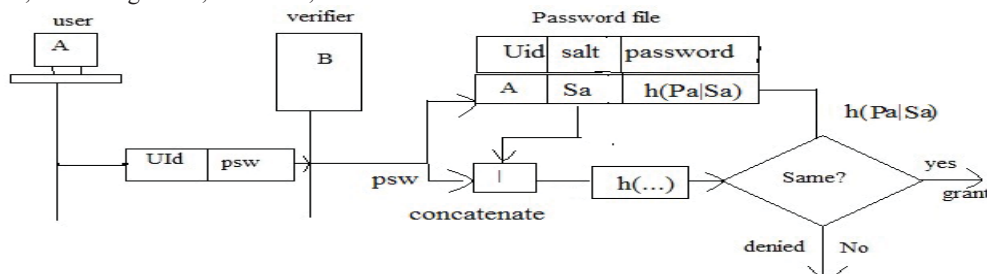 user
verifier
Password file
A
B
Uid salt password
A Sa h(Pa|Sa)
h(Pa|Sa)
UId psw
psw
|
h(...)
Same?
yes
grant
concatenate
denied No